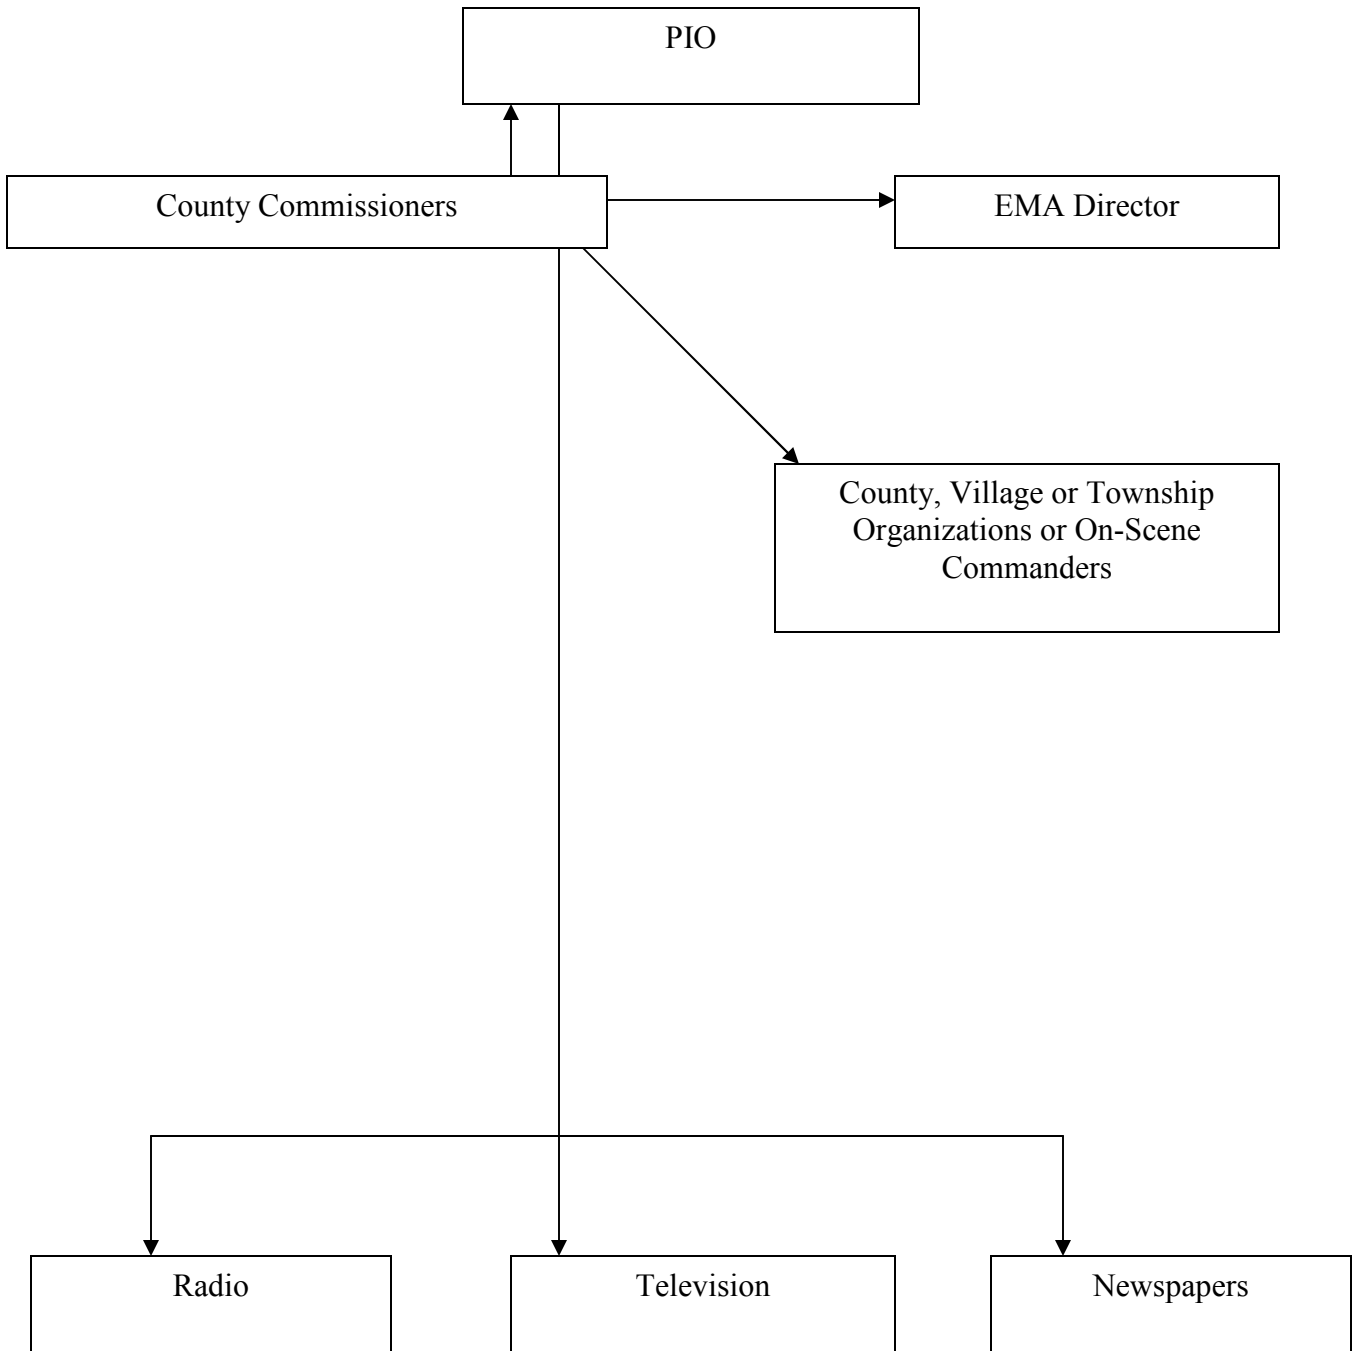 PIO
County Commissioners
EMA Director
County, Village or Township
Organizations or On-Scene
Commanders
Radio
Television
Newspapers